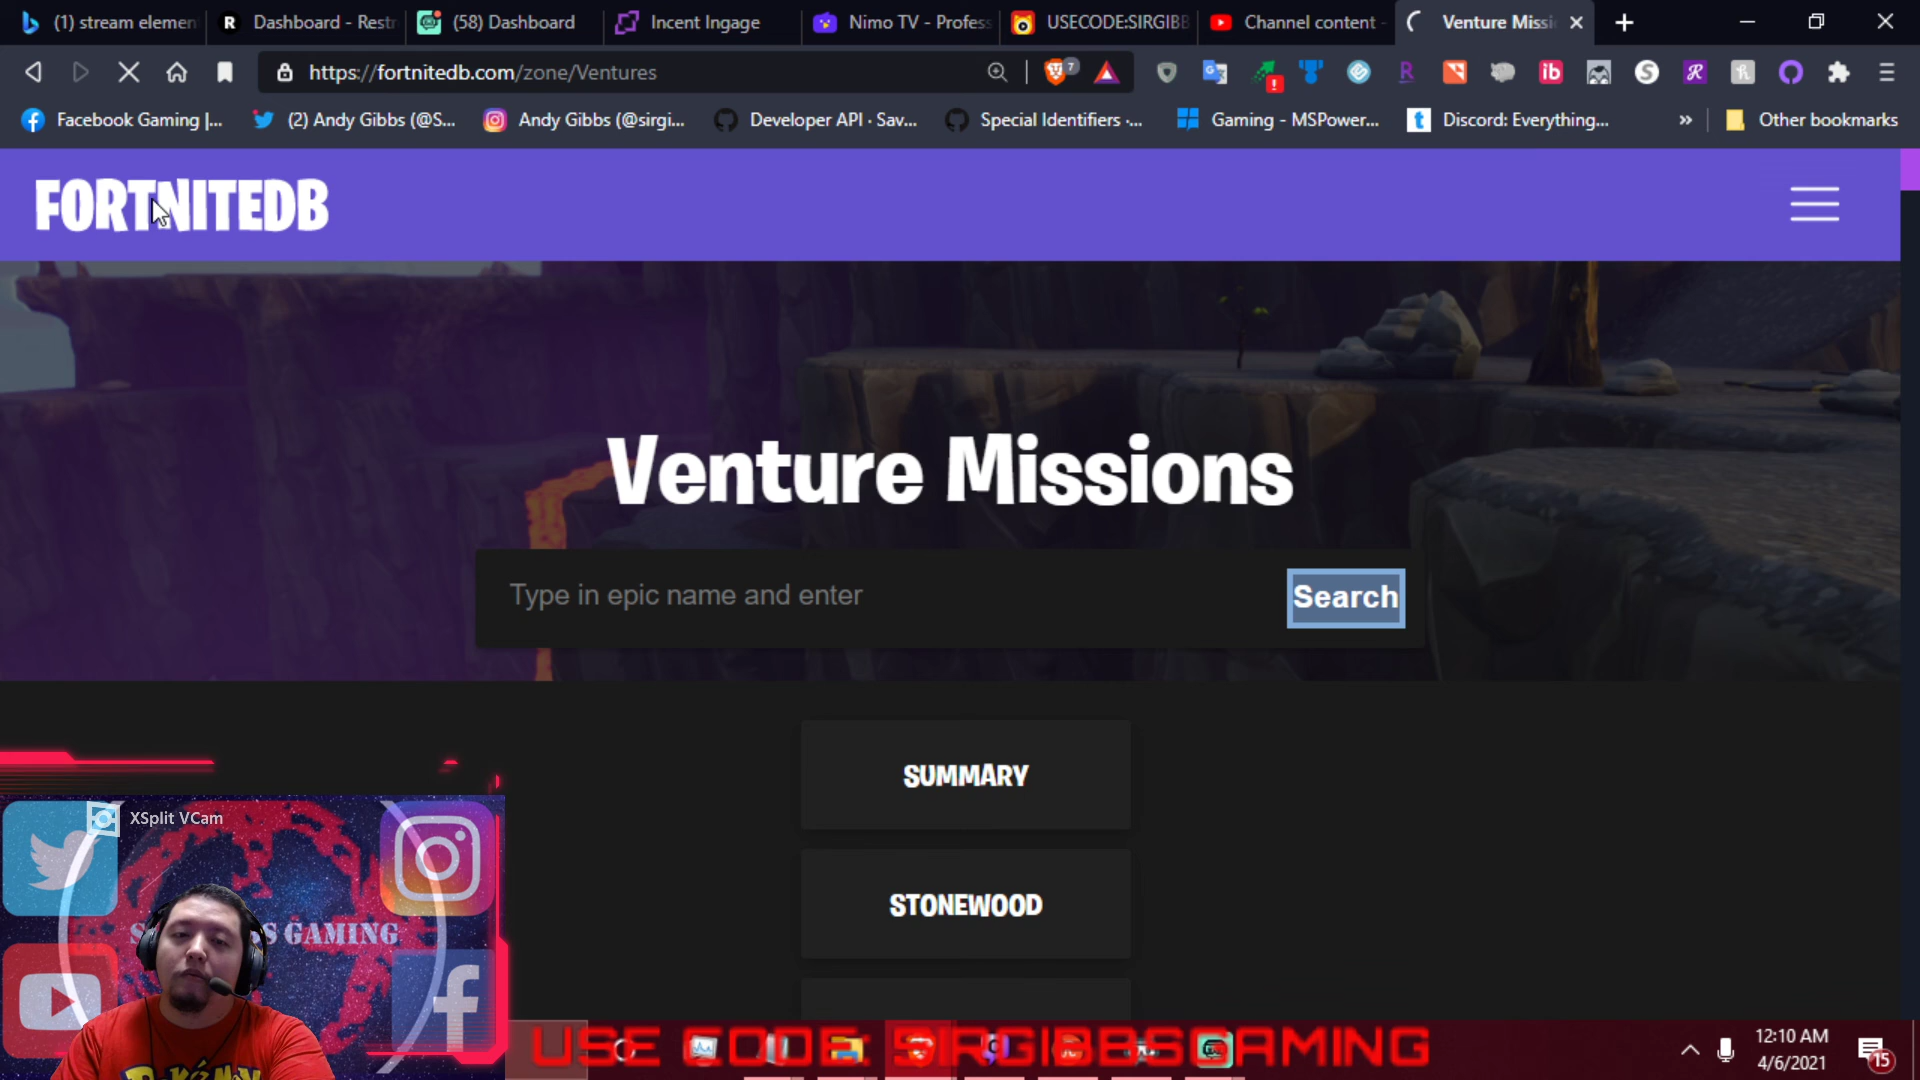 (1) stream elemen
Dashboard - Restr
(58) Dashboard
Incent Ingage
Nimo TV - Profess
USECODE:SIRGIBB
Channel content -
Venture Missi
https://fortnitedb.com/zone/Ventures
7
Facebook Gaming |...
(2) Andy Gibbs (@S...
Andy Gibbs (@sirgi...
Developer API · Sav...
Special Identifiers ·...
Gaming - MSPower...
Discord: Everything...
Other bookmarks
FORTNITEDB
Venture Missions
Type in epic name and enter
Search
SUMMARY
STONEWOOD
XSplit VCam
GAMING
USE CODE: SIRGIBBSGAMING
12:10 AM
4/6/2021
15